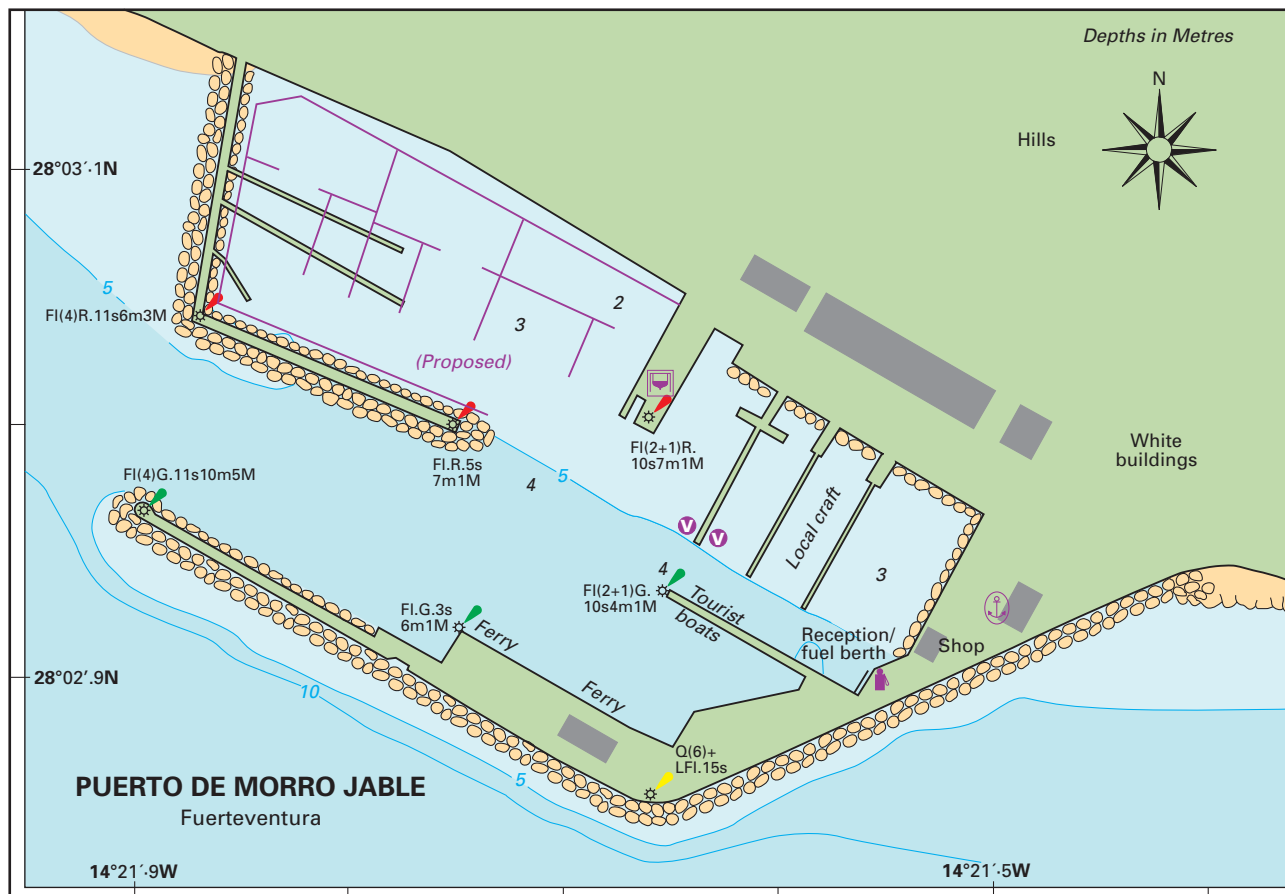 Depths in Metres
N
Hills
28°03´·1N
5
2
Fl(4)R.11s6m3M
3
(Proposed)
Fl(2+1)R.
10s7m1M
White
buildings
Fl.R.5s
7m1M
5
4
Fl(4)G.11s10m5M
V
V
Local craft
3
4
Fl(2+1)G.
10s4m1M
Tourist
boats
Fl.G.3s
6m1M
Ferry
Reception/
fuel berth
Shop
28°02´·9N
10
Ferry
Q(6)+
LFl.15s
5
PUERTO DE MORRO JABLE
Fuerteventura
14°21´·9W
14°21´·5W